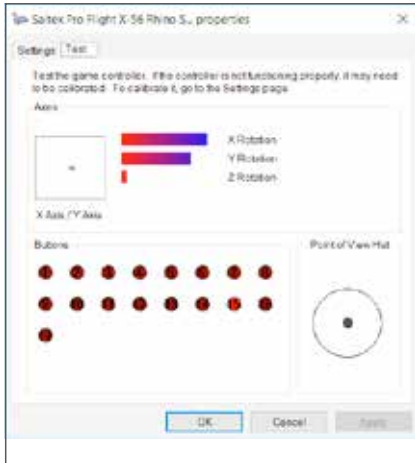 Saitek Pro Flight X-56 Rhino S... properties
Settings Test
Test the game controller. If the controller is not functioning properly, it may need
to be calibrated. To calibrate it, go to the Settings page.
Axes
X Rotation
Y Rotation
Z Rotation
X Axis / Y Axis
Buttons
Point of View Hat
OK Cancel Apply